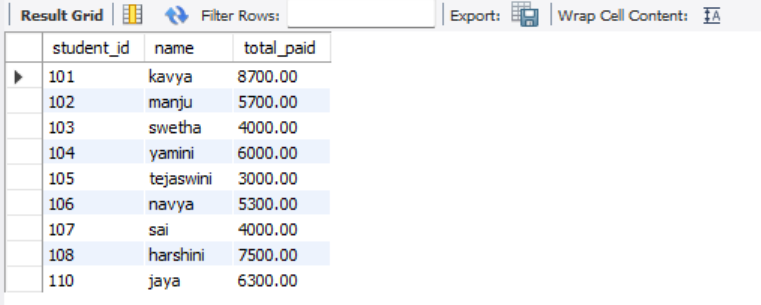 Result Grid Filter Rows: Export: Wrap Cell Content: IA
student_id name total_paid
101 kavya 8700.00
102 manju 5700.00
103 swetha 4000.00
104 yamini 6000.00
105 tejaswini 3000.00
106 navya 5300.00
107 sai 4000.00
108 harshini 7500.00
110 jaya 6300.00